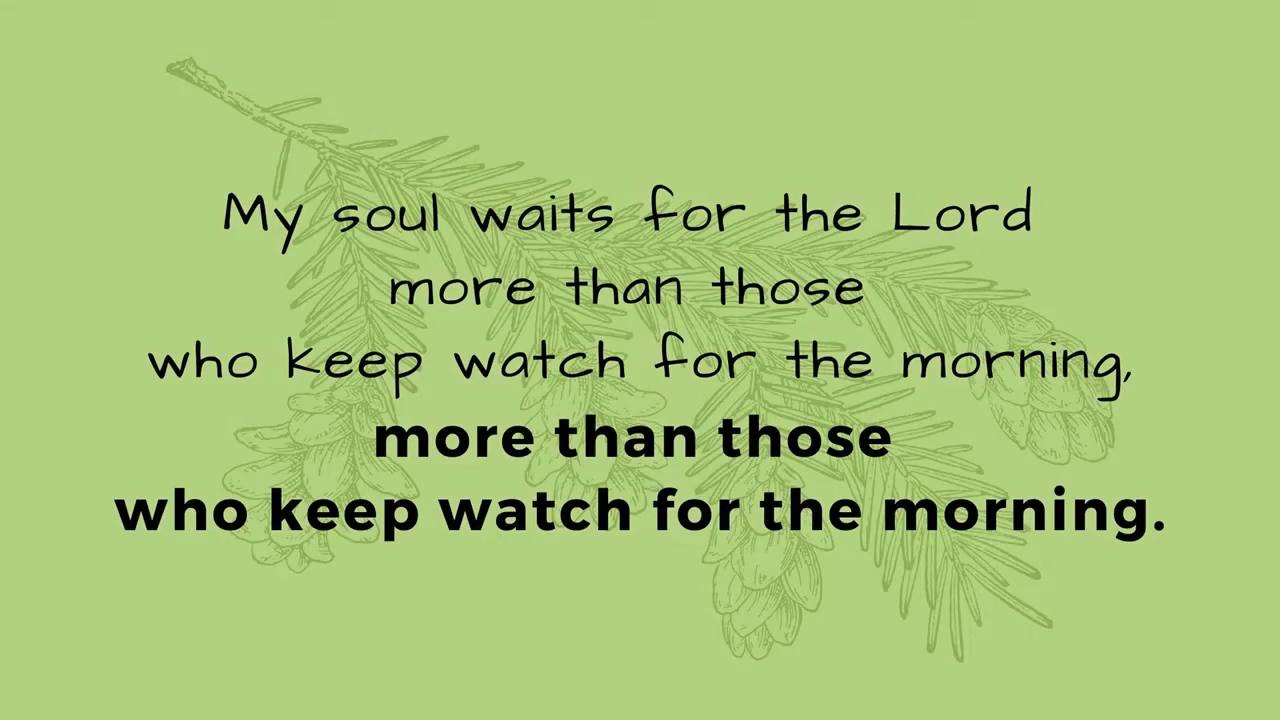 My soul waits for the Lord
more than those
who keep watch for the morning,
more than those
who keep watch for the morning.